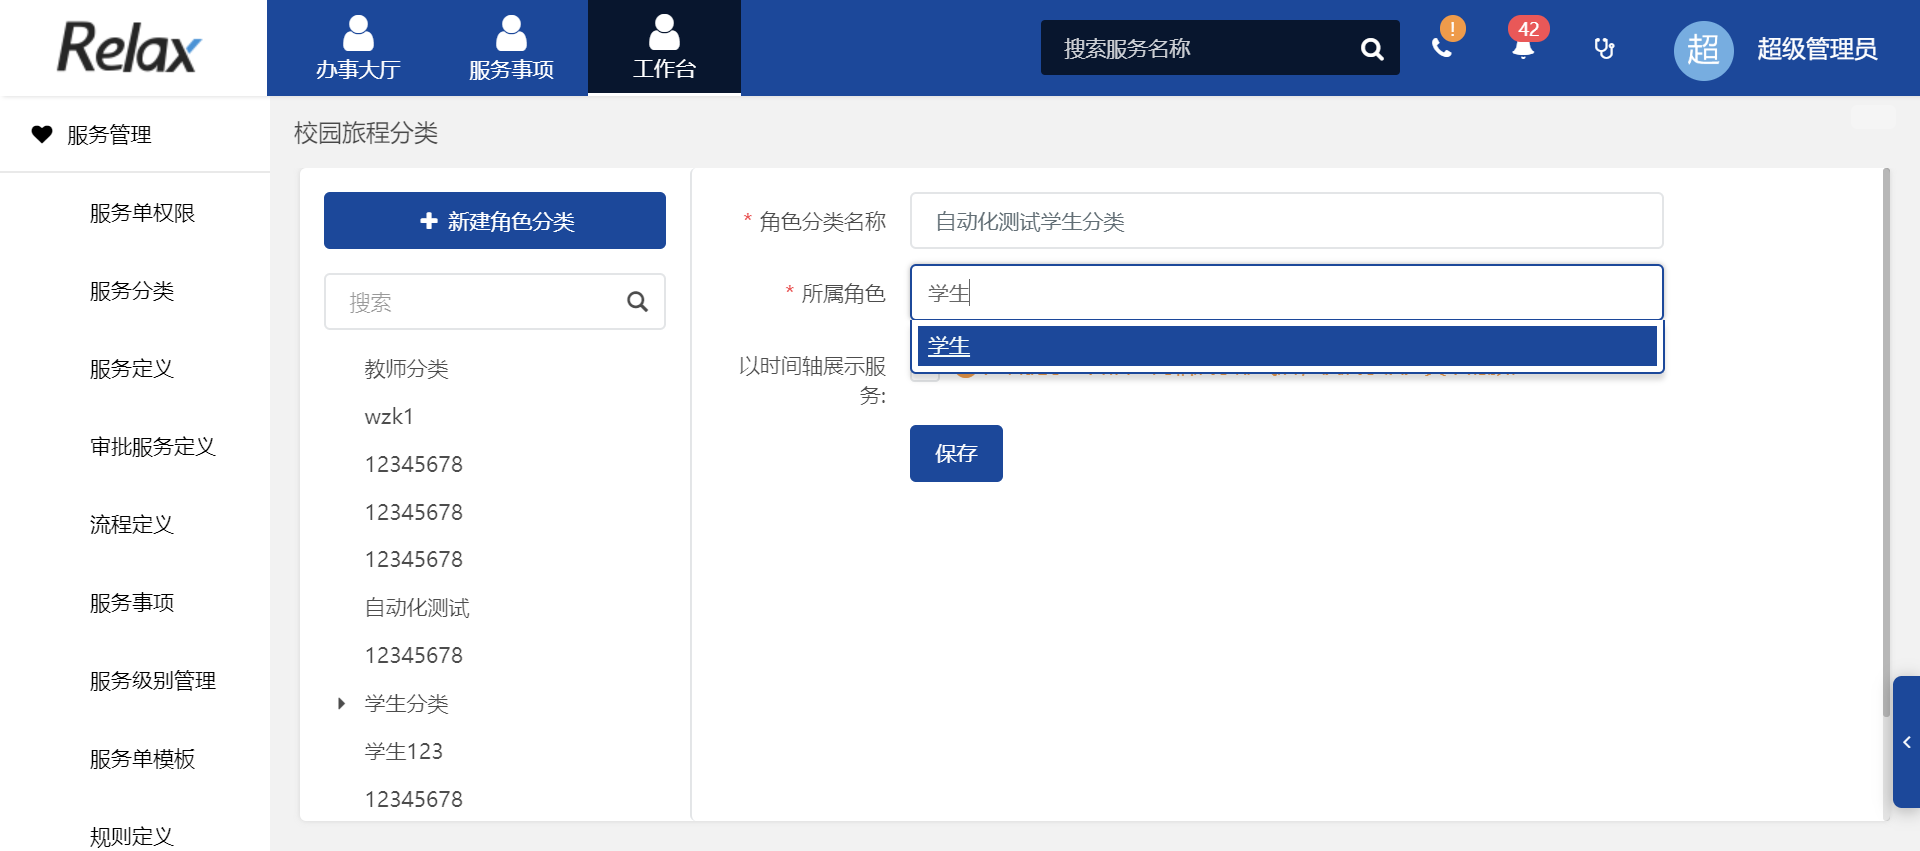 Relax
办事大厅
服务事项
工作台
搜索服务名称
!
42
超
超级管理员
服务管理
校园旅程分类
服务单权限
服务分类
服务定义
审批服务定义
流程定义
服务事项
服务级别管理
服务单模板
规则定义
新建角色分类
搜索
教师分类
wzk1
12345678
12345678
12345678
自动化测试
12345678
学生分类
学生123
12345678
* 角色分类名称
自动化测试学生分类
* 所属角色
学生
学生
以时间轴展示服
务:
保存